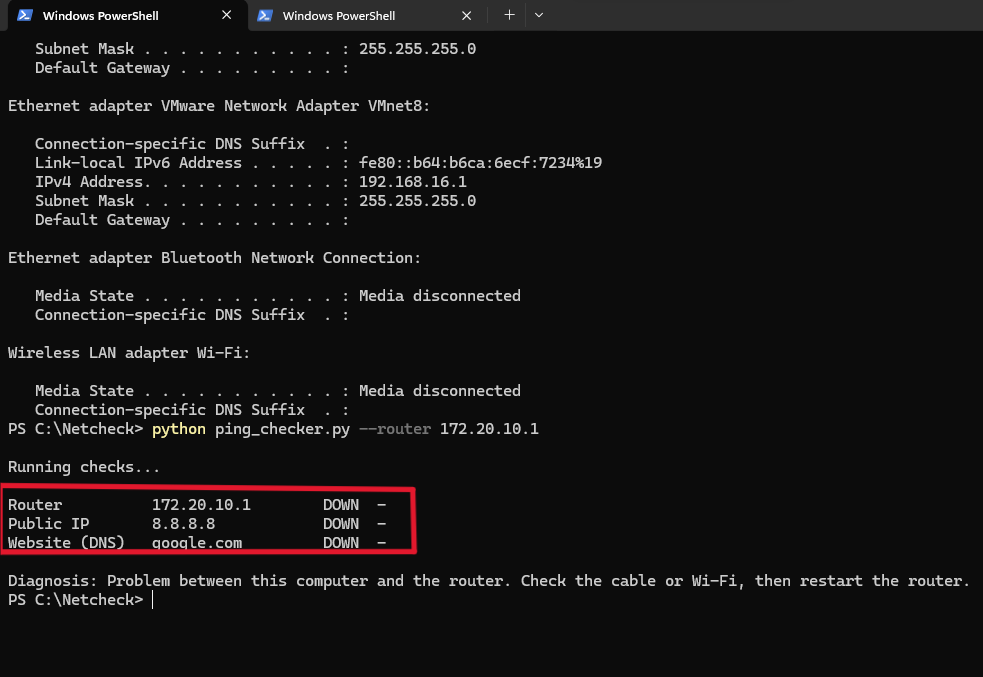 Windows PowerShell
Windows PowerShell
Subnet Mask . . . . . . . . . . . : 255.255.255.0
Default Gateway . . . . . . . . . :
Ethernet adapter VMware Network Adapter VMnet8:
Connection-specific DNS Suffix  . :
Link-local IPv6 Address . . . . . : fe80::b64:b6ca:6ecf:7234%19
IPv4 Address. . . . . . . . . . . : 192.168.16.1
Subnet Mask . . . . . . . . . . . : 255.255.255.0
Default Gateway . . . . . . . . . :
Ethernet adapter Bluetooth Network Connection:
Media State . . . . . . . . . . . : Media disconnected
Connection-specific DNS Suffix  . :
Wireless LAN adapter Wi-Fi:
Media State . . . . . . . . . . . : Media disconnected
Connection-specific DNS Suffix  . :
PS C:\Netcheck> python ping_checker.py --router 172.20.10.1
Running checks...
Router          172.20.10.1        DOWN  -
Public IP       8.8.8.8            DOWN  -
Website (DNS)   google.com         DOWN  -
Diagnosis: Problem between this computer and the router. Check the cable or Wi-Fi, then restart the router.
PS C:\Netcheck>